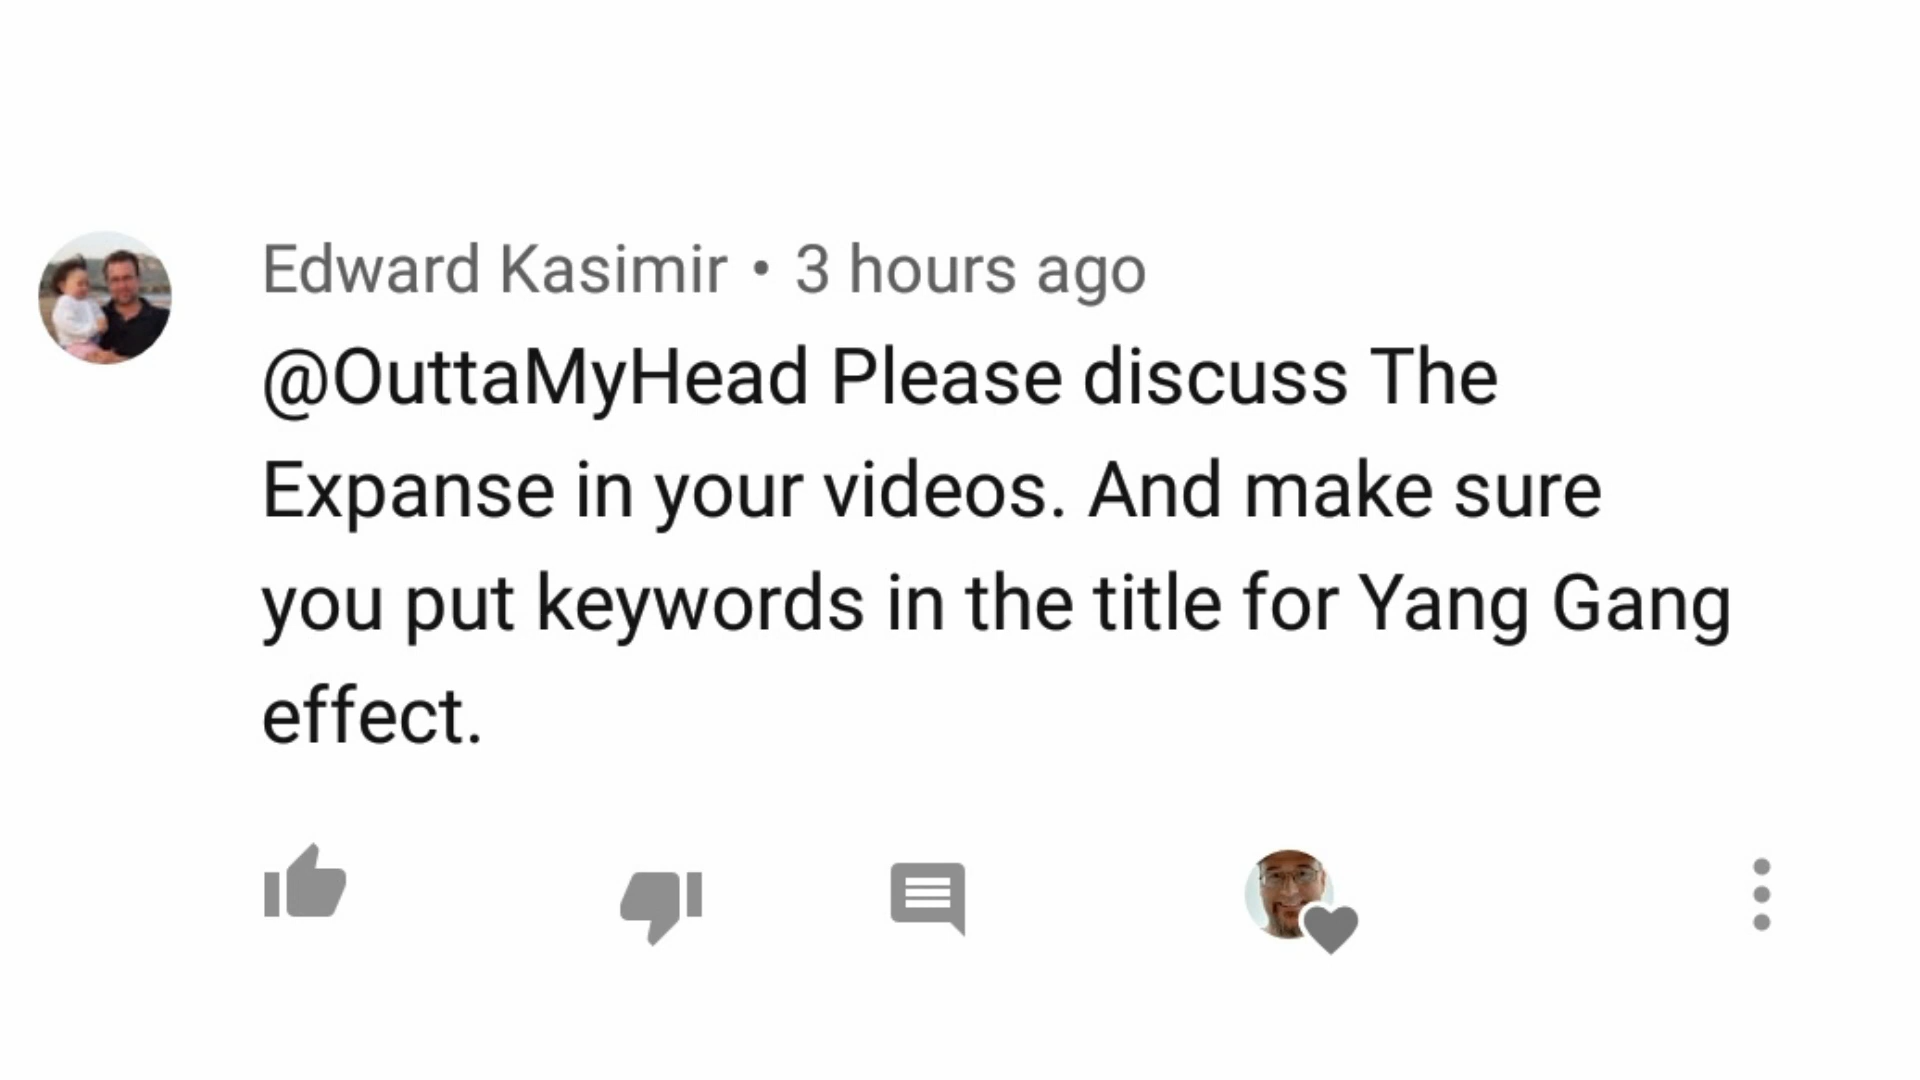 Edward Kasimir • 3 hours ago
@OuttaMyHead Please discuss The
Expanse in your videos. And make sure
you put keywords in the title for Yang Gang
effect.